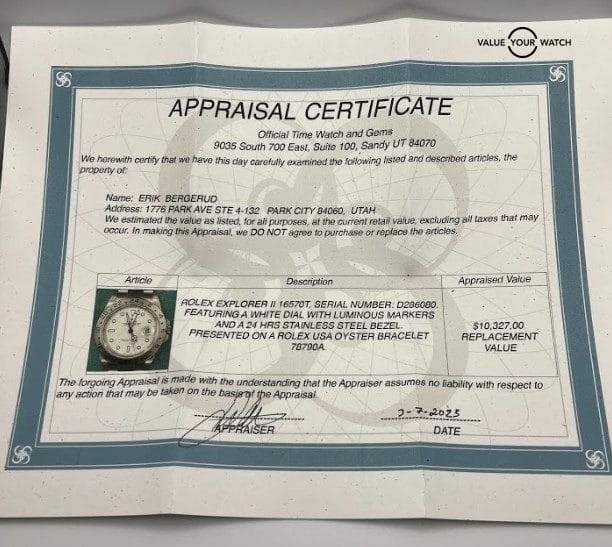 VALUE YOUR WATCH
APPRAISAL CERTIFICATE
Official Time Watch and Gems
9035 South 700 East, Suite 100, Sandy UT 84070
We herewith certify that we have this day carefully examined the following listed and described articles, the
property of:
Name: ERIK BERGERUD
Address: 1776 PARK AVE STE 4-132 PARK CITY 84060, UTAH
We estimated the value as listed, for all purposes, at the current retail value, excluding all taxes that may
occur. In making this Appraisal, we DO NOT agree to purchase or replace the articles.
Article
Description
Appraised Value
ROLEX EXPLORER II 16570T, SERIAL NUMBER: D286080.
FEATURING A WHITE DIAL WITH LUMINOUS MARKERS
AND A 24 HRS STAINLESS STEEL BEZEL.
PRESENTED ON A ROLEX USA OYSTER BRACELET
78790A.
$10,327.00
REPLACEMENT
VALUE
The forgoing Appraisal is made with the understanding that the Appraiser assumes no liability with respect to
any action that may be taken on the basis of the Appraisal.
2-7-2025
APPRAISER
DATE